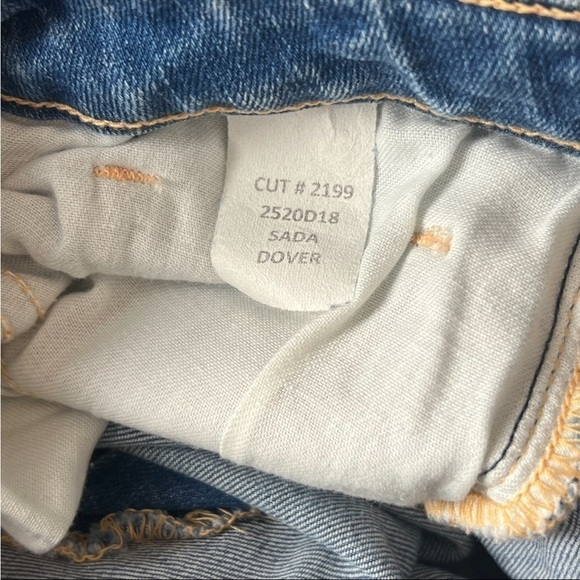 CUT # 2199
2520D18
SADA
DOVER